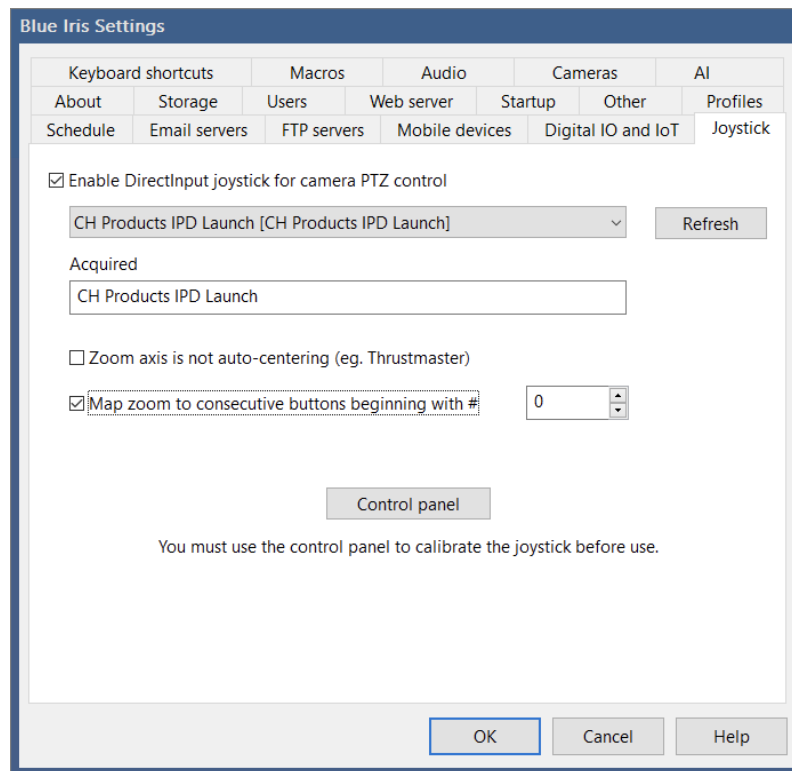 Blue Iris Settings
Keyboard shortcuts Macros Audio Cameras AI
About Storage Users Web server Startup Other Profiles
Schedule Email servers FTP servers Mobile devices Digital IO and IoT Joystick
Enable DirectInput joystick for camera PTZ control
CH Products IPD Launch [CH Products IPD Launch] Refresh
Acquired
CH Products IPD Launch
Zoom axis is not auto-centering (eg. Thrustmaster)
Map zoom to consecutive buttons beginning with # 0
Control panel
You must use the control panel to calibrate the joystick before use.
OK Cancel Help